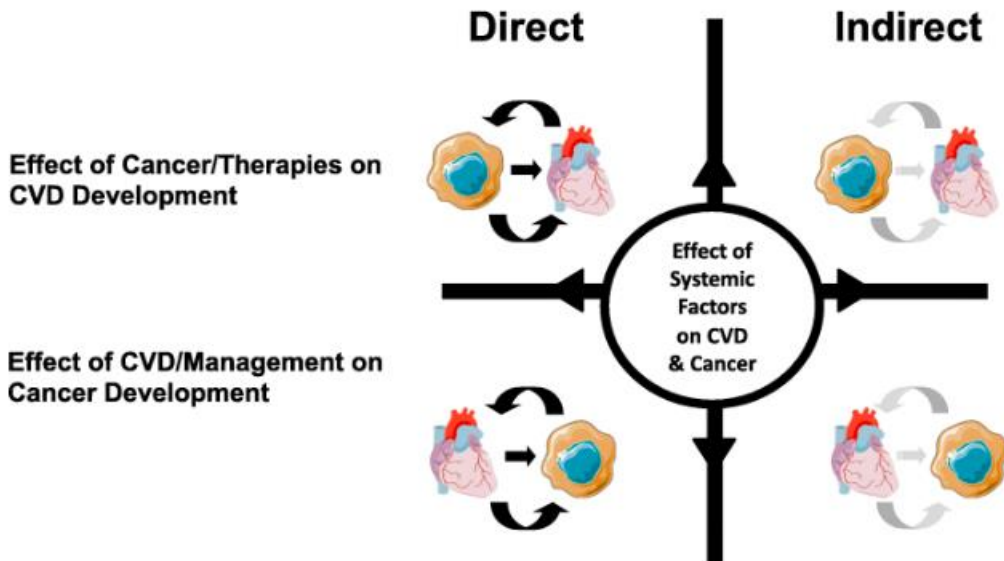 Direct
Indirect
Effect of Cancer/Therapies on
CVD Development
Effect of
Systemic
Factors
on CVD
& Cancer
Effect of CVD/Management on
Cancer Development